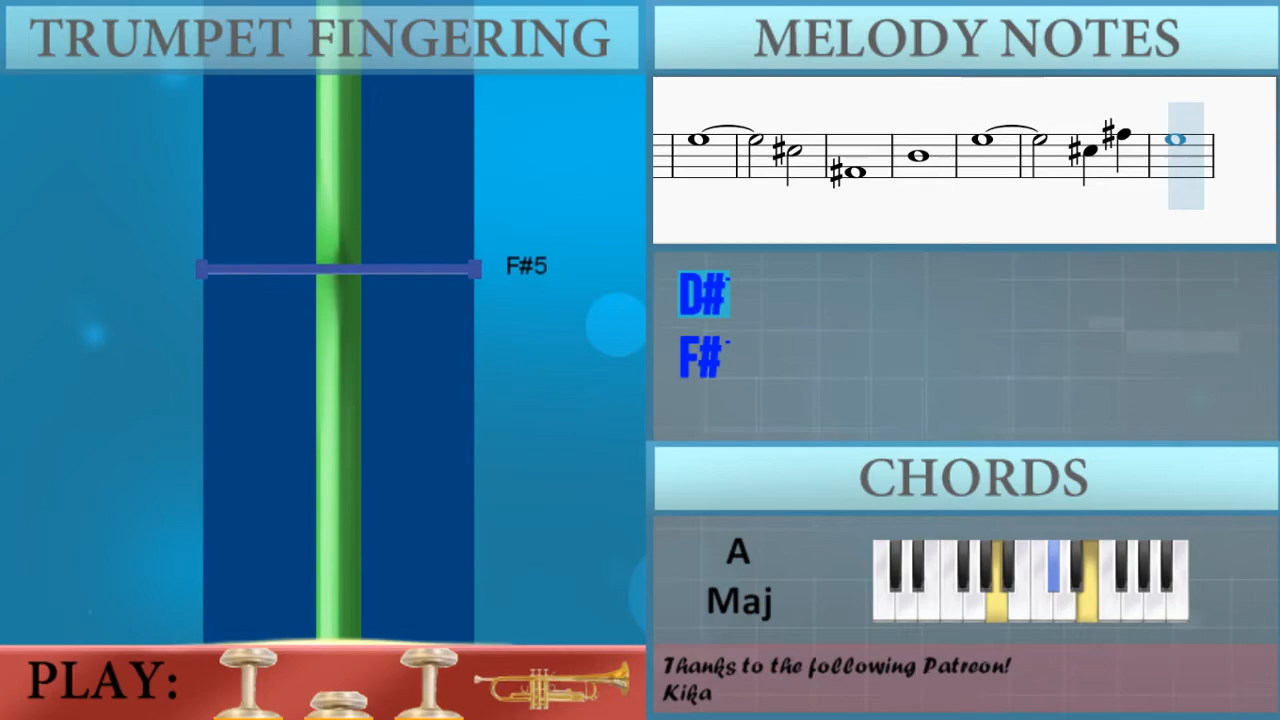 TRUMPET FINGERING
F#5
PLAY:
MELODY NOTES
D#-
F#-
CHORDS
A
Maj
Thanks to the following Patreon!
Kika